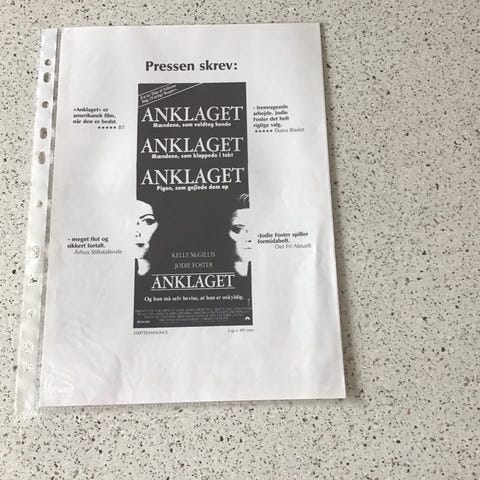 Pressen skrev:
»Anklaget« er
amerikansk film,
når den er bedst.
★★★★★ BT
- fremragende
arbejde. Jodie
Foster det helt
rigtige valg.
★★★★★ Ekstra Bladet
ANKLAGET
Mændene, som voldtog hende
ANKLAGET
Mændene, som klappede i takt
ANKLAGET
Pigen, som gejlede dem op
- meget flot og
sikkert fortalt.
Århus Stiftstidende
-Jodie Foster spiller
formidabelt.
Det Fri Aktuelt
KELLY McGILLIS
JODIE FOSTER
ANKLAGET
Og hun må selv bevise, at hun er uskyldig.